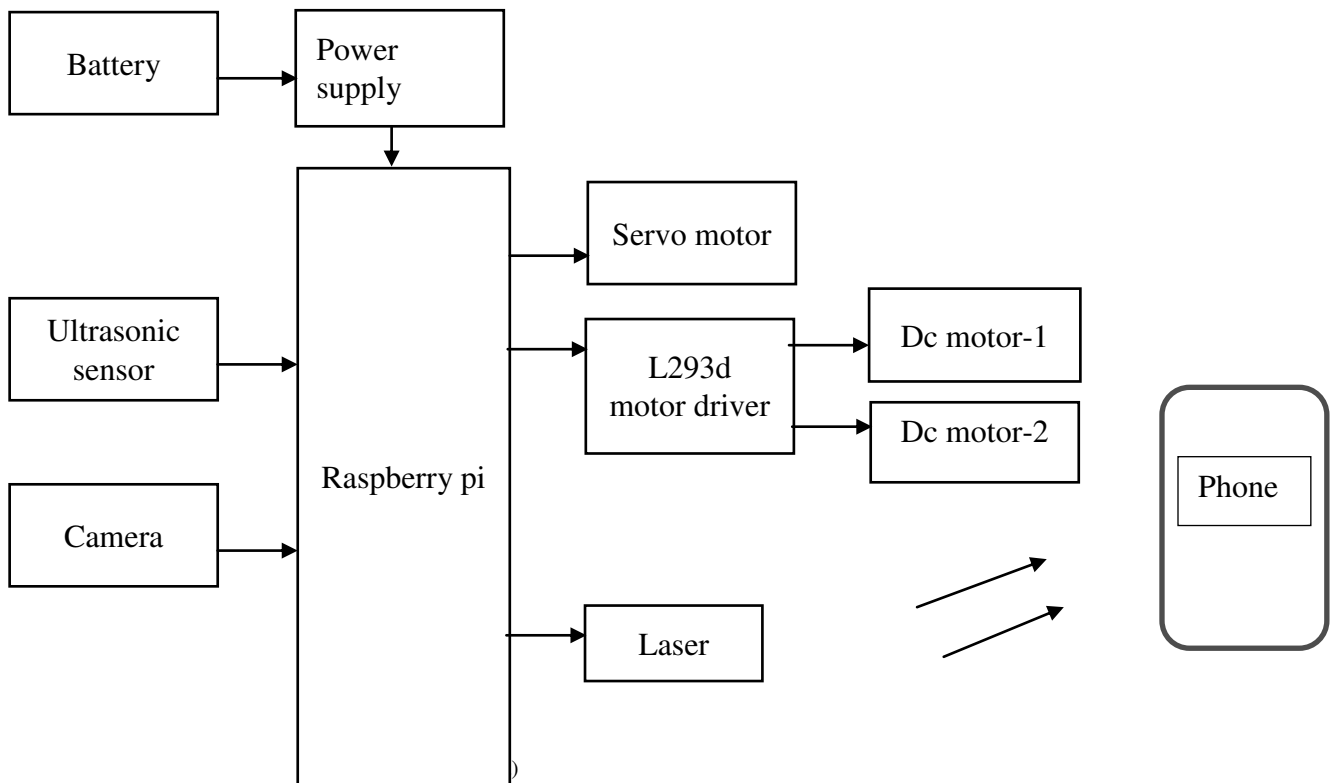 Battery
Power
supply
Servo motor
Ultrasonic
sensor
L293d
motor driver
Dc motor-1
Dc motor-2
Raspberry pi
Phone
Camera
Laser
)